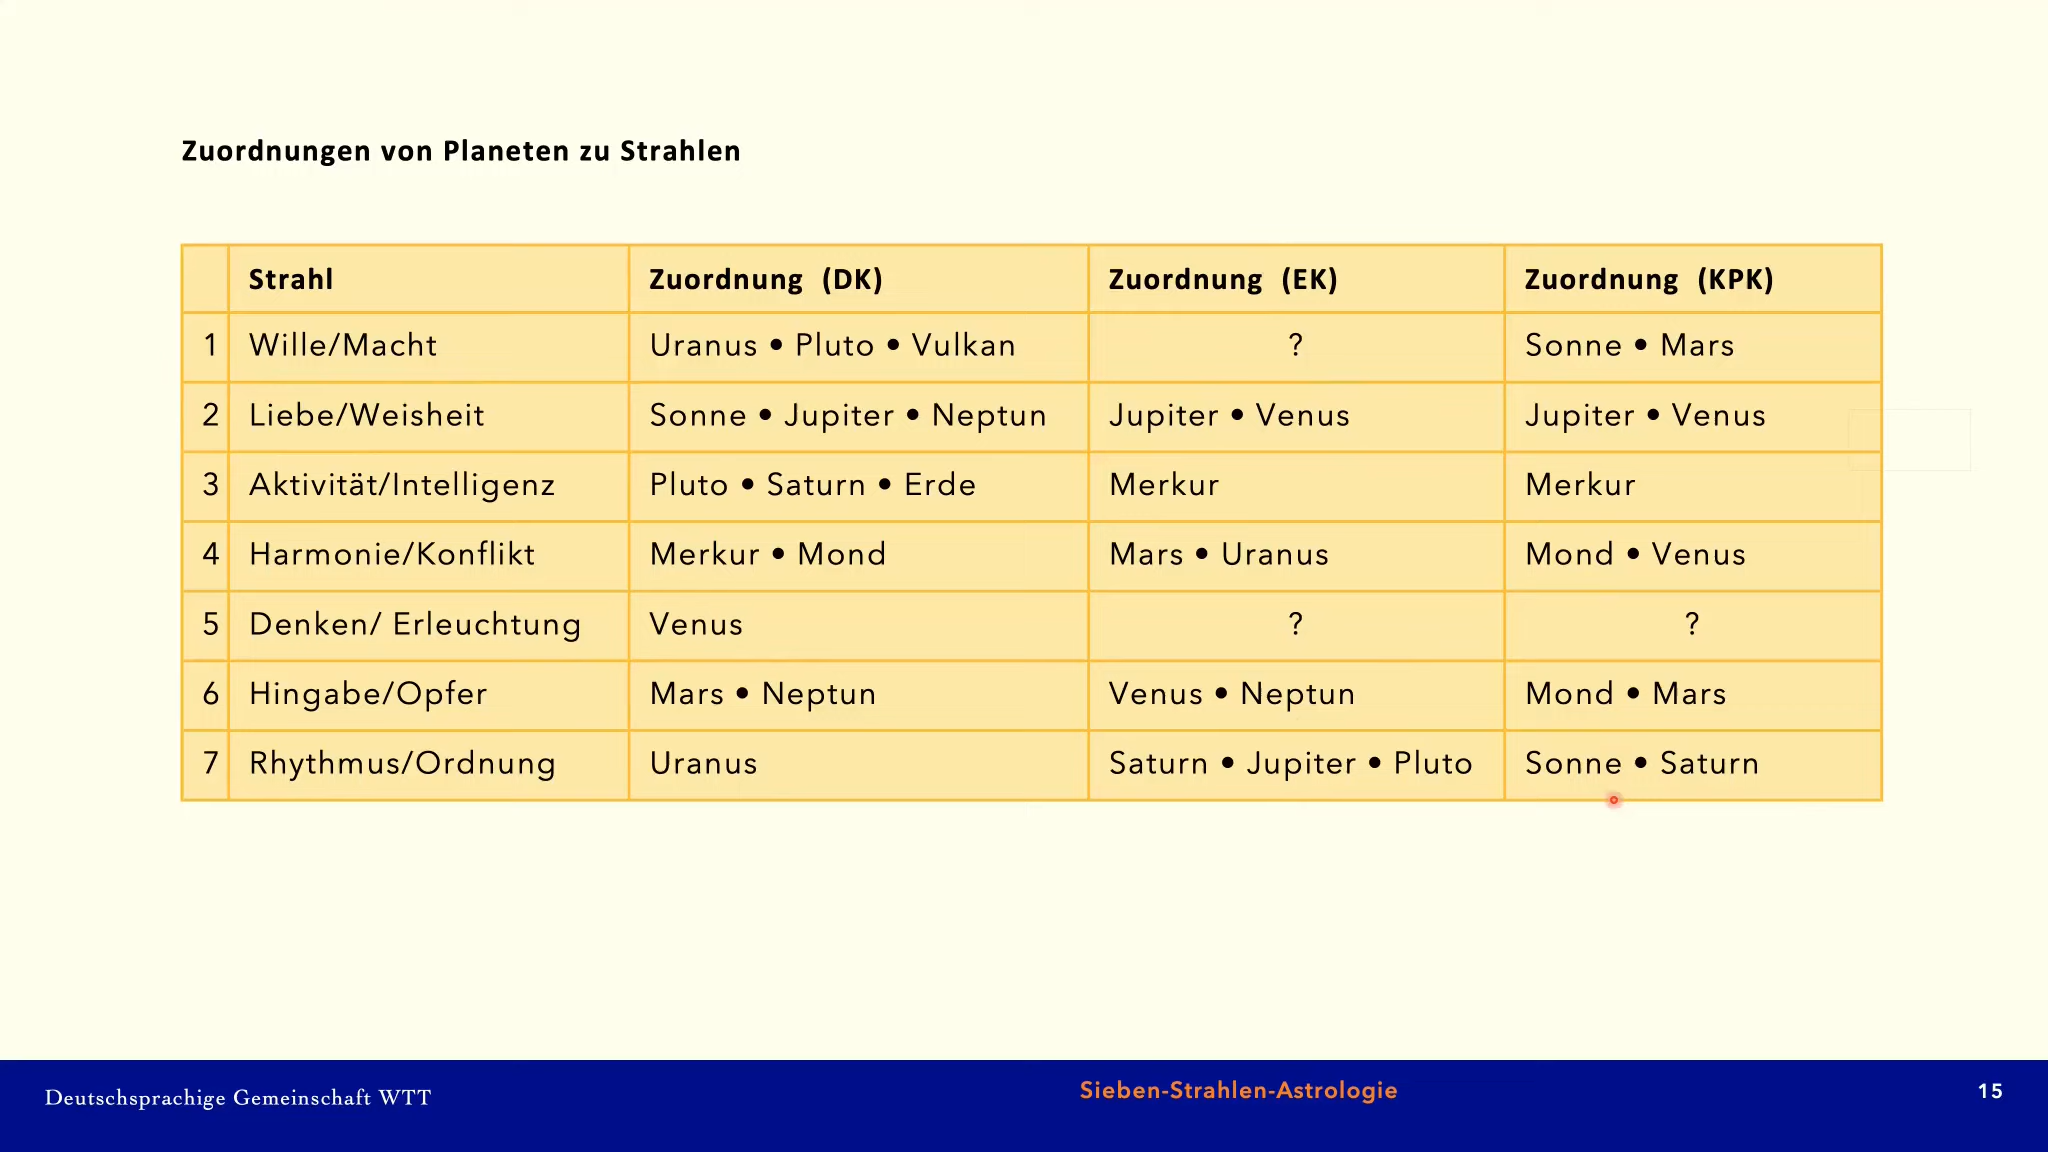 Zuordnungen von Planeten zu Strahlen
Strahl Zuordnung (DK) Zuordnung (EK) Zuordnung (KPK)
1 Wille/Macht Uranus • Pluto • Vulkan ? Sonne • Mars
2 Liebe/Weisheit Sonne • Jupiter • Neptun Jupiter • Venus Jupiter • Venus
3 Aktivität/Intelligenz Pluto • Saturn • Erde Merkur Merkur
4 Harmonie/Konflikt Merkur • Mond Mars • Uranus Mond • Venus
5 Denken/ Erleuchtung Venus ? ?
6 Hingabe/Opfer Mars • Neptun Venus • Neptun Mond • Mars
7 Rhythmus/Ordnung Uranus Saturn • Jupiter • Pluto Sonne • Saturn
Deutschsprachige Gemeinschaft WTT Sieben-Strahlen-Astrologie 15